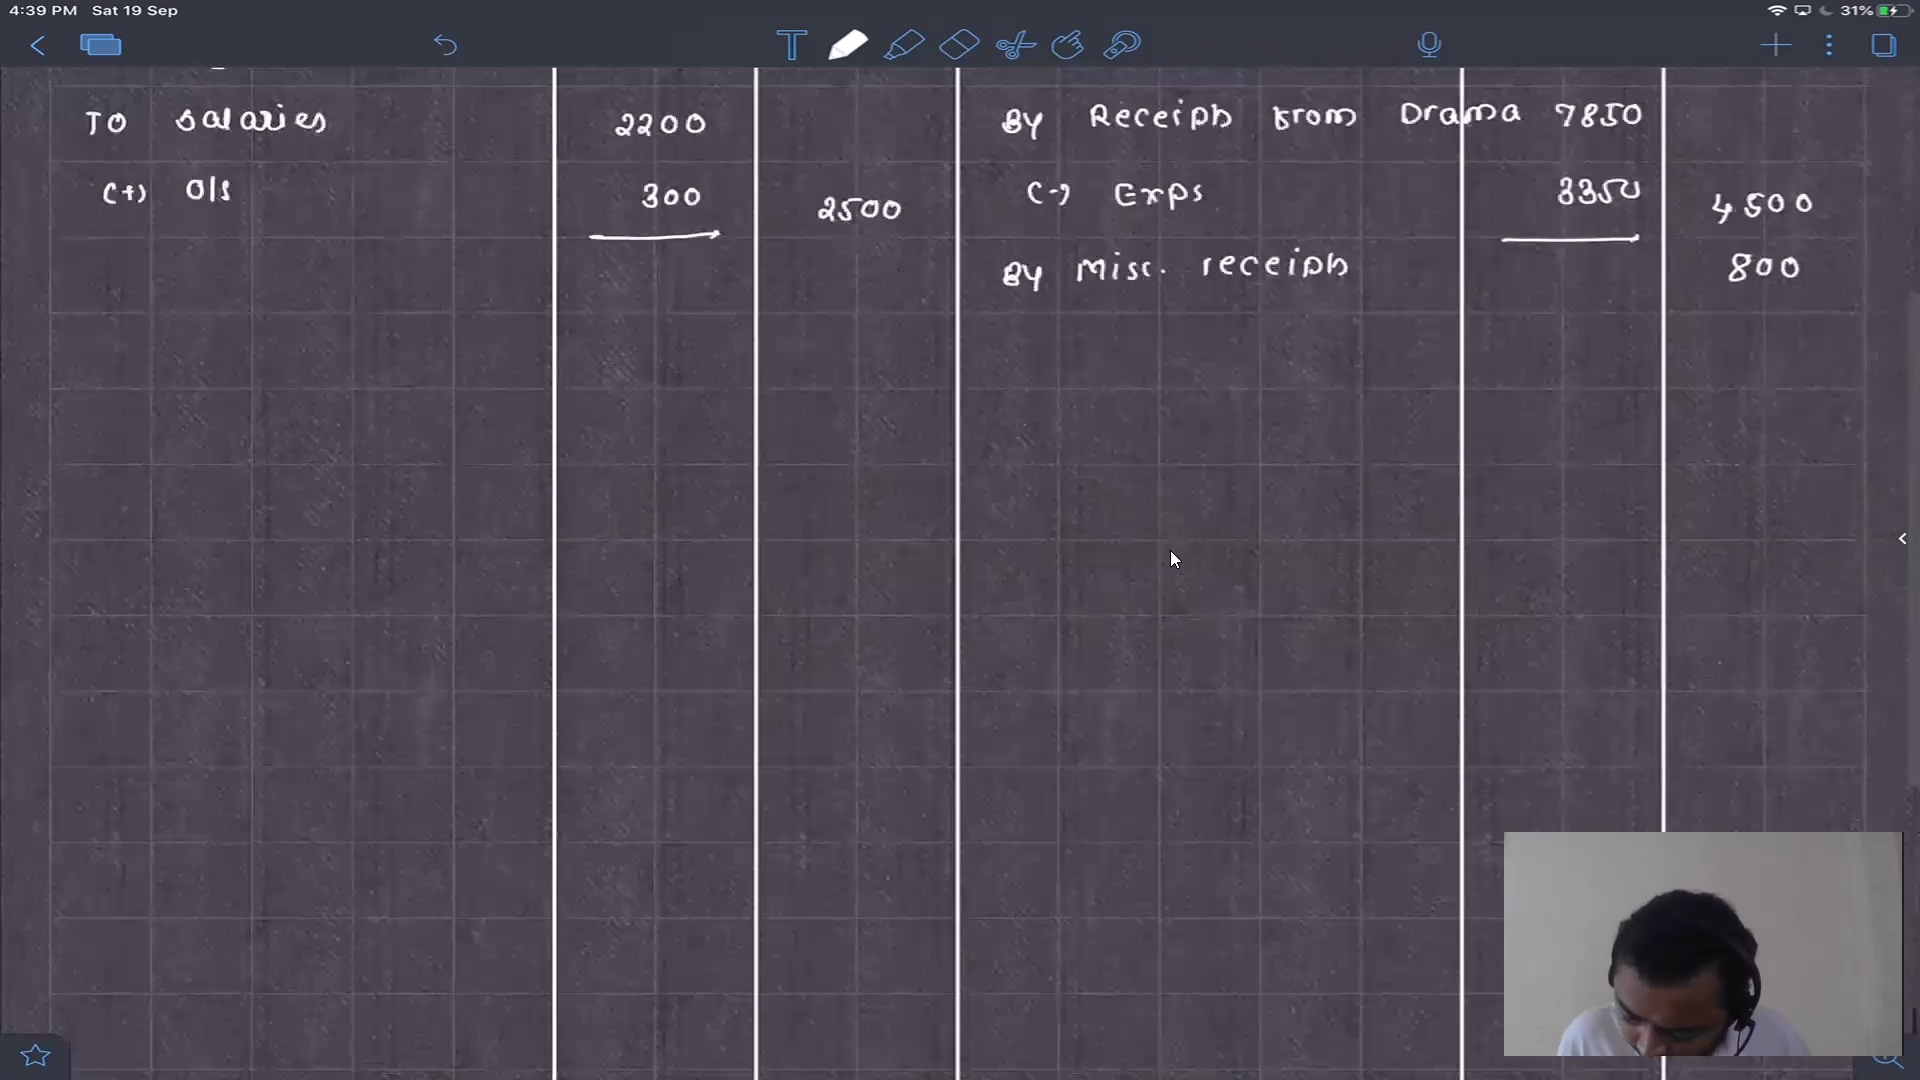 4:39 PM Sat 19 Sep 31%
TO salaries 2200 By Receipts from Drama 7850
(+) O/s 300 2500 (-) Exps 3350 4500
By Misc. receipts 800